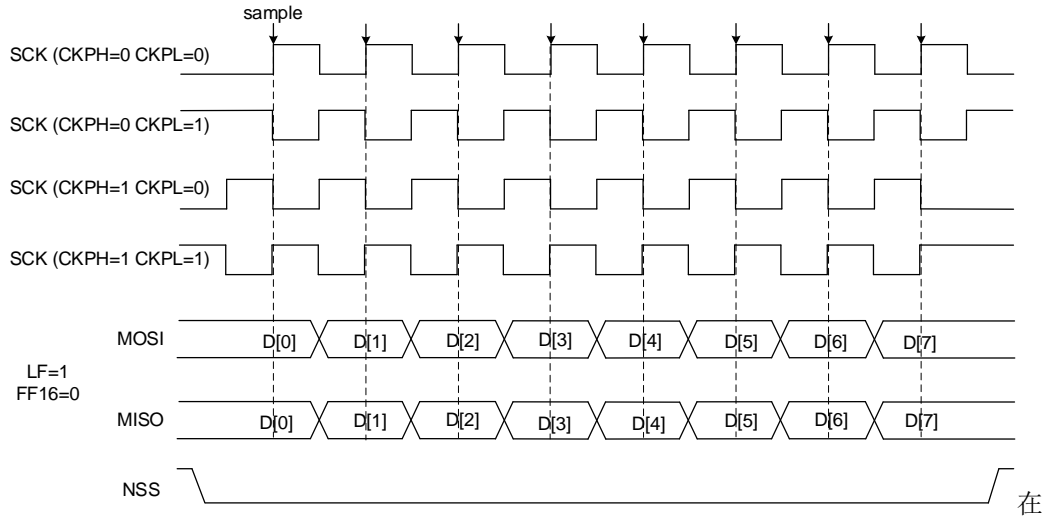 sample
SCK (CKPH=0 CKPL=0)
SCK (CKPH=0 CKPL=1)
SCK (CKPH=1 CKPL=0)
SCK (CKPH=1 CKPL=1)
MOSI D[0] D[1] D[2] D[3] D[4] D[5] D[6] D[7]
LF=1
FF16=0
MISO D[0] D[1] D[2] D[3] D[4] D[5] D[6] D[7]
NSS
在